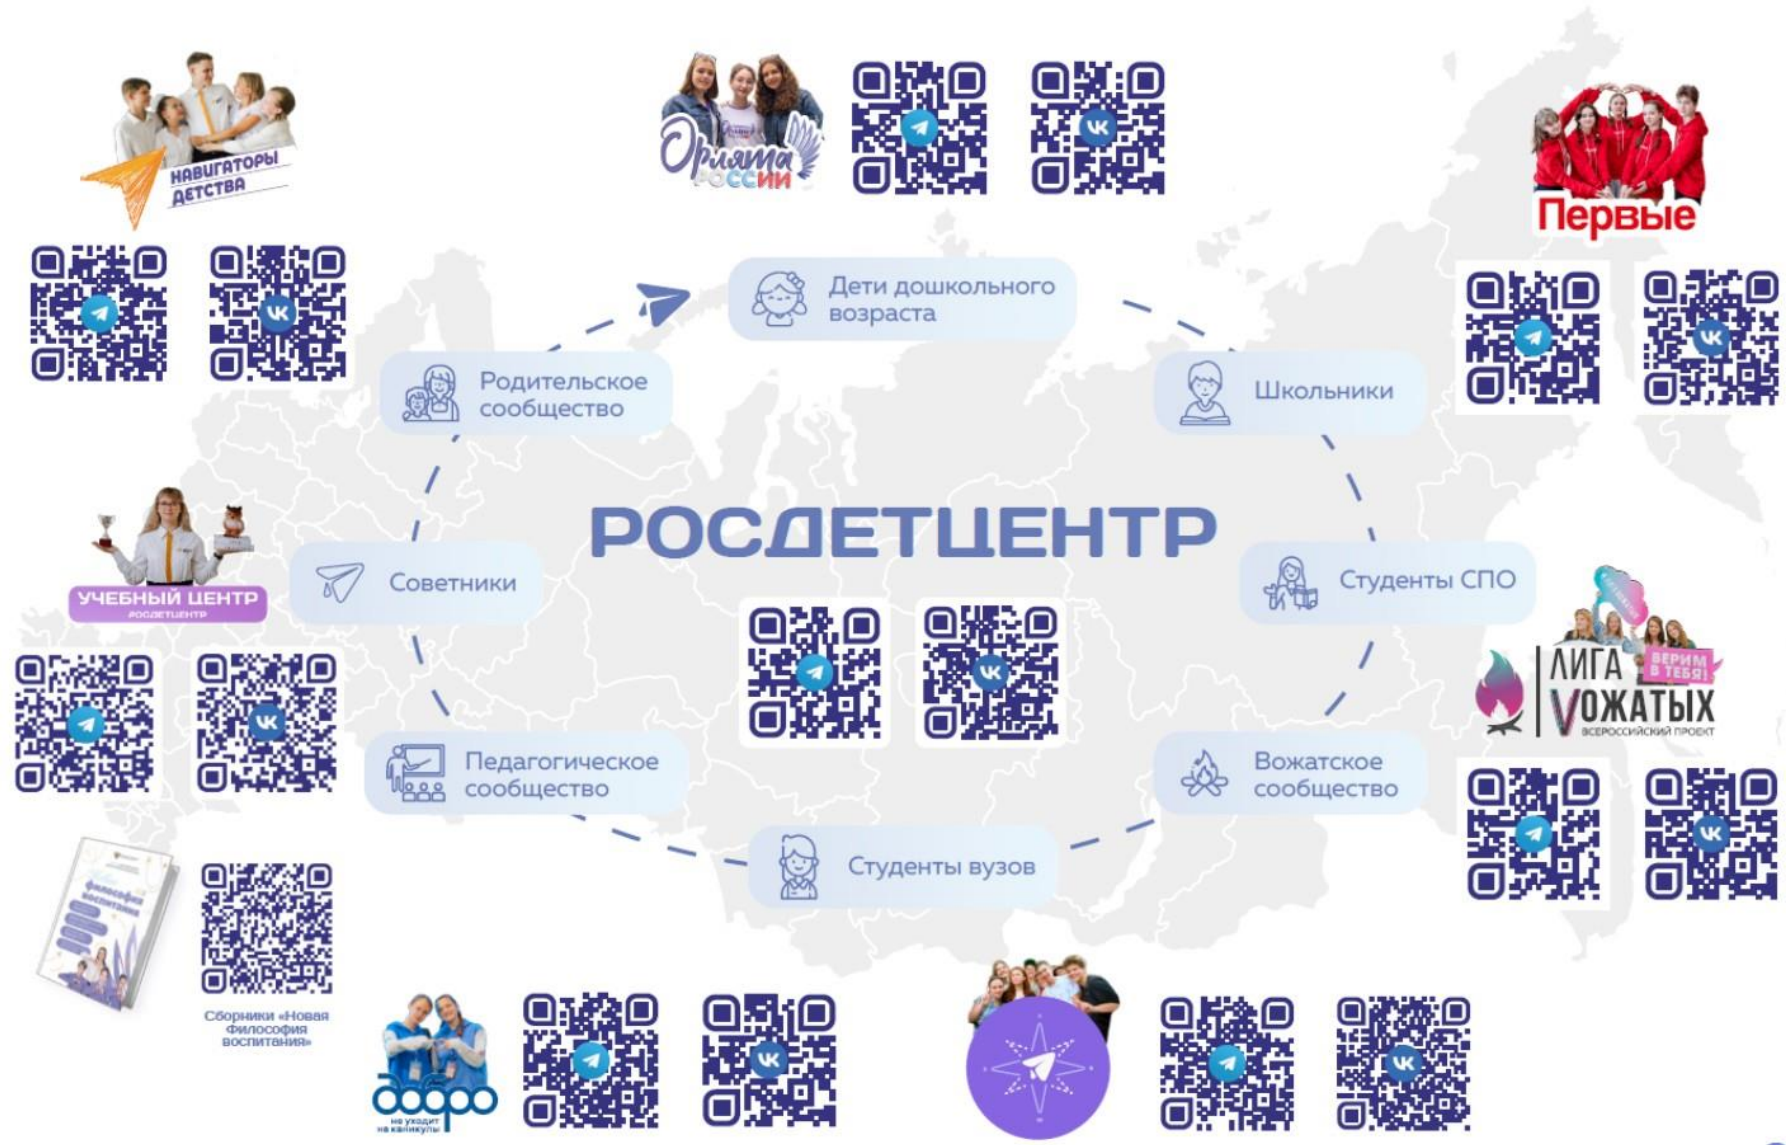 НАВИГАТОРЫ
ДЕТСТВА
Орлята
РОССИИ
Первые
Дети дошкольного
возраста
Родительское
сообщество
Школьники
РОСДЕТЦЕНТР
Советники
Студенты СПО
УЧЕБНЫЙ ЦЕНТР
РОСДЕТЦЕНТР
ВЕРИМ
В ТЕБЯ!
ЛИГА
VОЖАТЫХ
ВСЕРОССИЙСКИЙ ПРОЕКТ
Педагогическое
сообщество
Вожатское
сообщество
Студенты вузов
философия
воспитания
Сборники «Новая
Философия
воспитания»
добро
не уходит
на каникулы